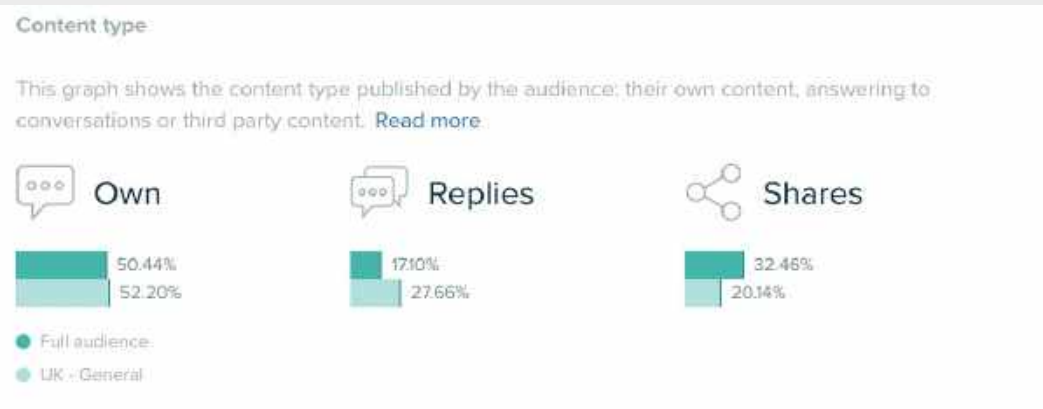 Content type
This graph shows the content type published by the audience: their own content, answering to
conversations or third party content. Read more
Own
Replies
Shares
50.44%
52.20%
17.10%
27.66%
32.46%
20.14%
Full audience
UK - General